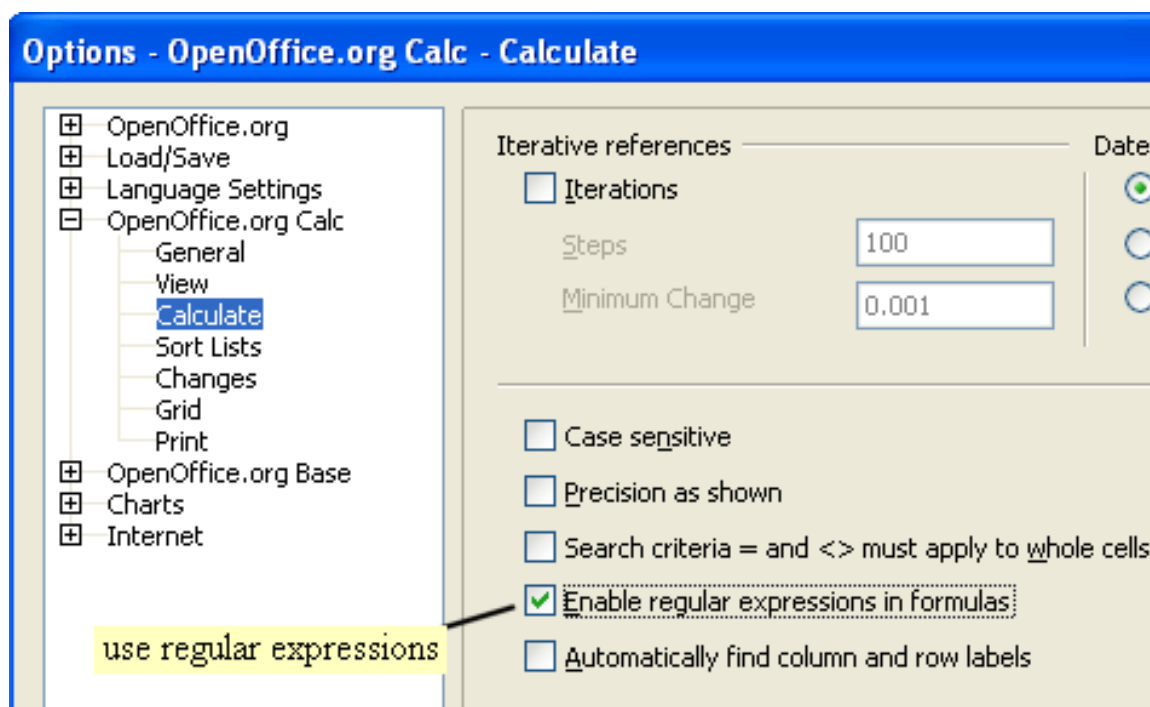 Options - OpenOffice.org Calc - Calculate
OpenOffice.org
Load/Save
Language Settings
OpenOffice.org Calc
General
View
Calculate
Sort Lists
Changes
Grid
Print
OpenOffice.org Base
Charts
Internet
Iterative references
Date
Iterations
Steps
100
Minimum Change
0.001
Case sensitive
Precision as shown
Search criteria = and <> must apply to whole cells
Enable regular expressions in formulas
use regular expressions
Automatically find column and row labels